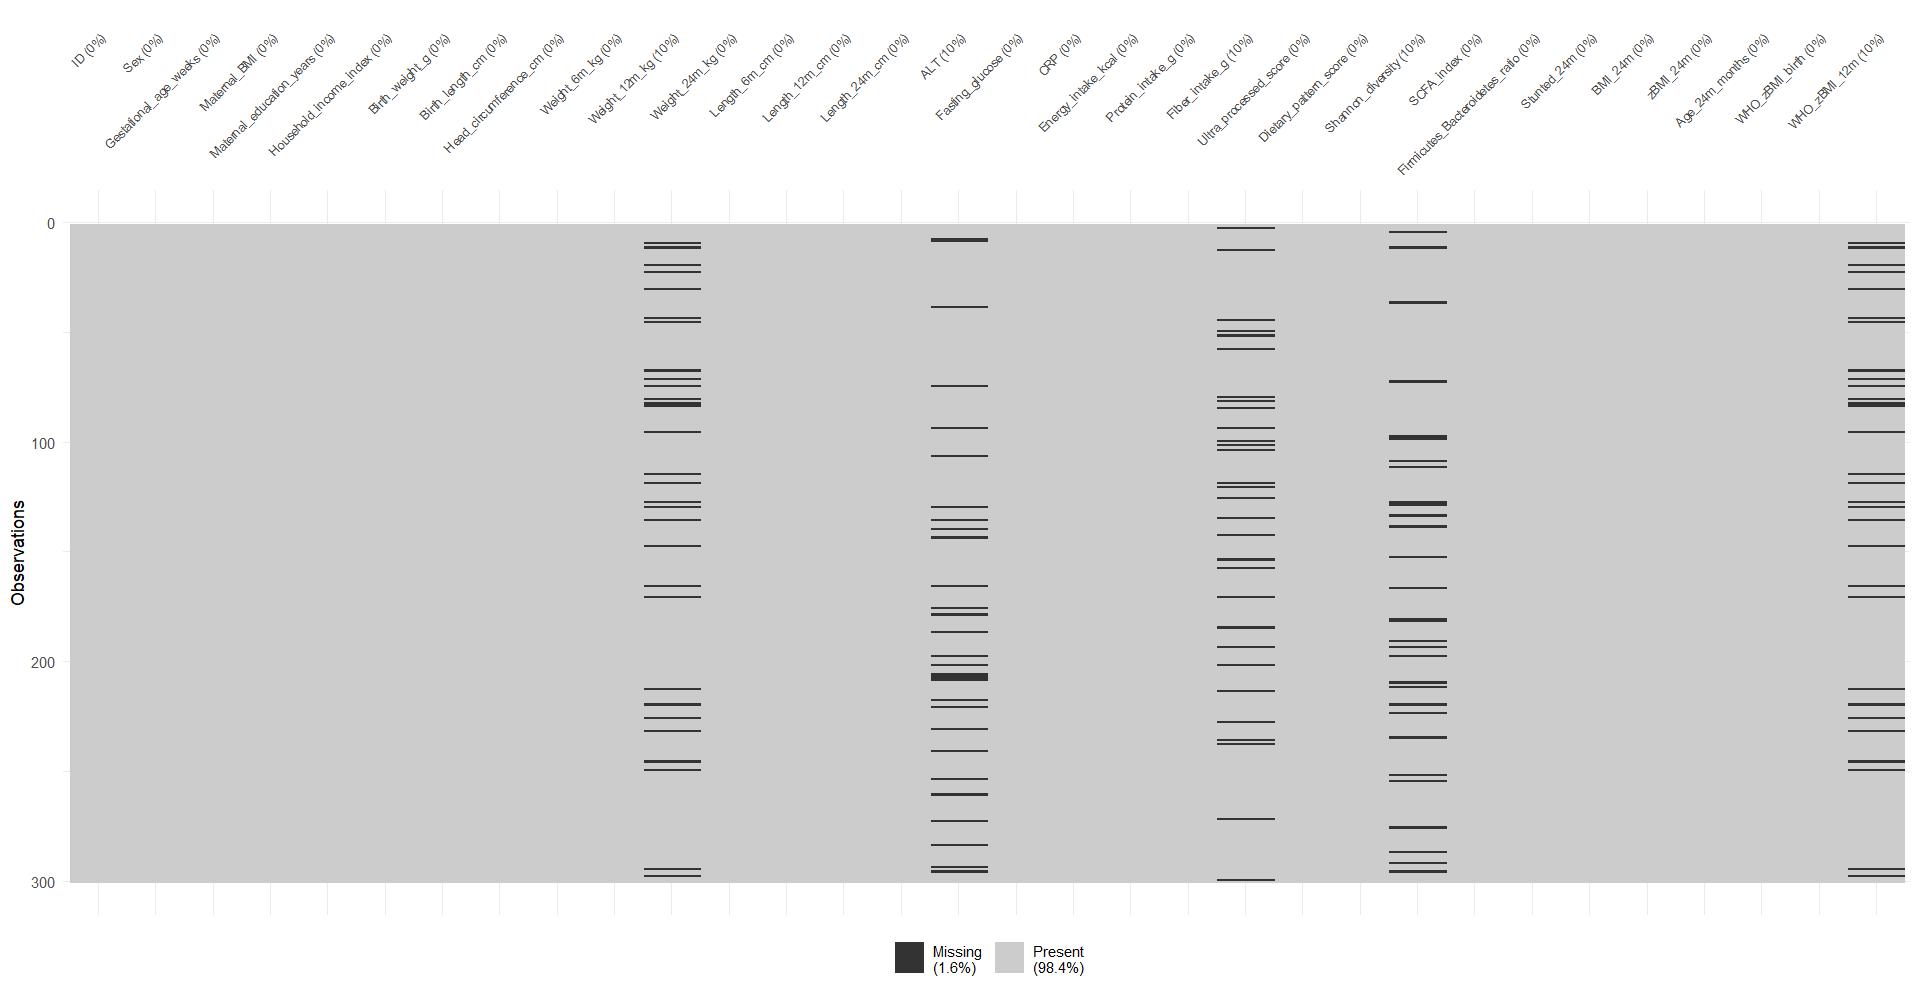 ID (0%)
Sex (0%)
Gestational_age_weeks (0%)
Maternal_BMI (0%)
Maternal_education_years (0%)
Household_income_index (0%)
Birth_weight_g (0%)
Birth_length_cm (0%)
Head_circumference_cm (0%)
Weight_6m_kg (0%)
Weight_12m_kg (10%)
Weight_24m_kg (0%)
Length_6m_cm (0%)
Length_12m_cm (0%)
Length_24m_cm (0%)
ALT (10%)
Fasting_glucose (0%)
CRP (0%)
Energy_intake_kcal (0%)
Protein_intake_g (0%)
Fiber_intake_g (10%)
Ultra_processed_score (0%)
Dietary_pattern_score (0%)
Shannon_diversity (10%)
SCFA_index (0%)
Firmicutes_Bacteroidetes_ratio (0%)
Stunted_24m (0%)
BMI_24m (0%)
zBMI_24m (0%)
Age_24m_months (0%)
WHO_zBMI_birth (0%)
WHO_zBMI_12m (10%)
0
100
200
300
Observations
Missing
(1.6%)
Present
(98.4%)